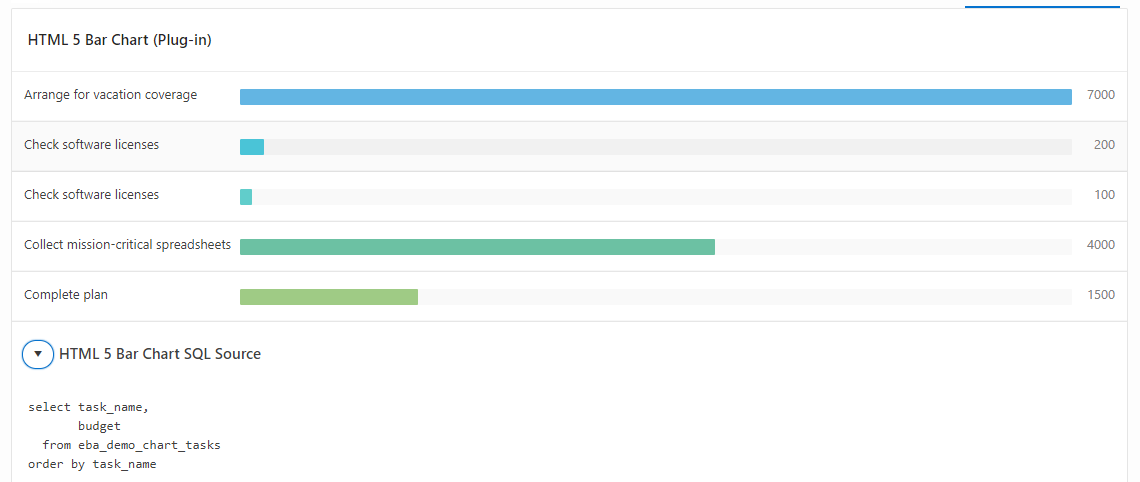 HTML 5 Bar Chart (Plug-in)
Arrange for vacation coverage 7000
Check software licenses 200
Check software licenses 100
Collect mission-critical spreadsheets 4000
Complete plan 1500
HTML 5 Bar Chart SQL Source
select task_name,
       budget
  from eba_demo_chart_tasks
order by task_name